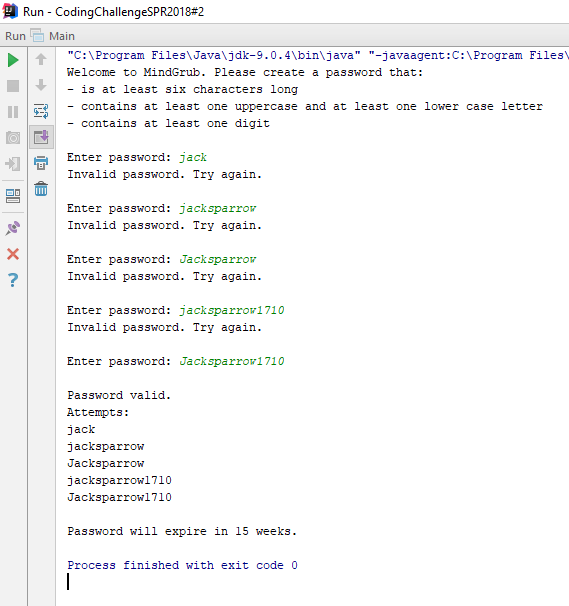 Run - CodingChallengeSPR2018#2
Run Main
"C:\Program Files\Java\jdk-9.0.4\bin\java" "-javaagent:C:\Program Files\
Welcome to MindGrub. Please create a password that:
- is at least six characters long
- contains at least one uppercase and at least one lower case letter
- contains at least one digit
Enter password: jack
Invalid password. Try again.
Enter password: jacksparrow
Invalid password. Try again.
Enter password: Jacksparrow
Invalid password. Try again.
Enter password: jacksparrow1710
Invalid password. Try again.
Enter password: Jacksparrow1710
Password valid.
Attempts:
jack
jacksparrow
Jacksparrow
jacksparrow1710
Jacksparrow1710
Password will expire in 15 weeks.
Process finished with exit code 0